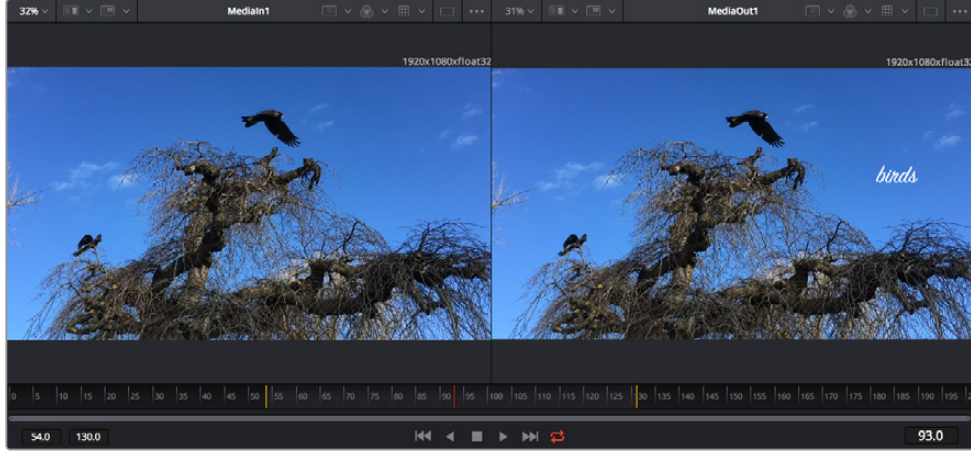 32% MediaIn1 31% MediaOut1
1920x1080xfloat32 1920x1080xfloat32
birds
0 5 10 15 20 25 30 35 40 45 50 55 60 65 70 75 80 85 90 95 100 105 110 115 120 125 130 135 140 145 150 155 160 165 170 175 180 185 190 195
54.0 130.0 93.0